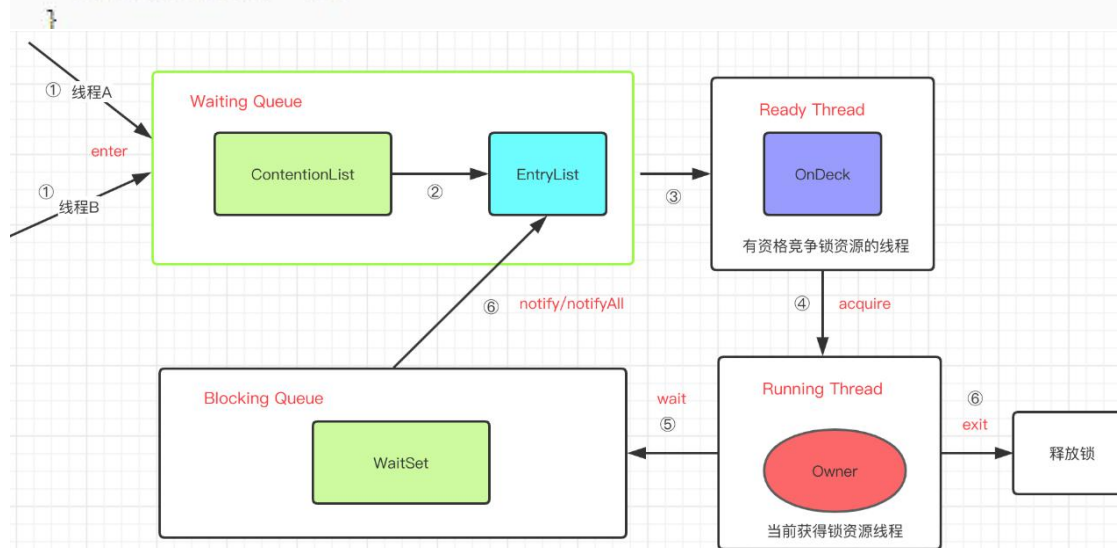 }
① 线程A
enter
① 线程B
Waiting Queue
ContentionList
②
EntryList
③
Ready Thread
OnDeck
有资格竞争锁资源的线程
④ acquire
⑥ notify/notifyAll
Blocking Queue
WaitSet
wait
⑤
Running Thread
Owner
当前获得锁资源线程
⑥
exit
释放锁